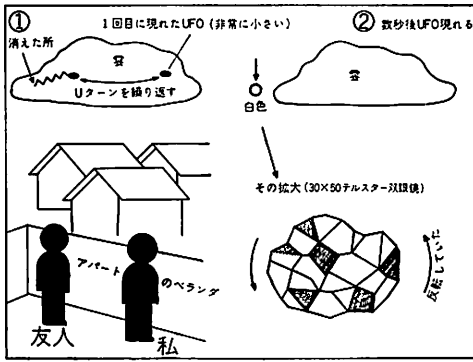 ①
1回目に現れたUFO(非常に小さい)
消えた所
雲
Uターンを繰り返す
② 数秒後UFO現れる
雲
白色
その拡大(30×50テルスター双眼鏡)
反転していた
アパートのベランダ
友人
私